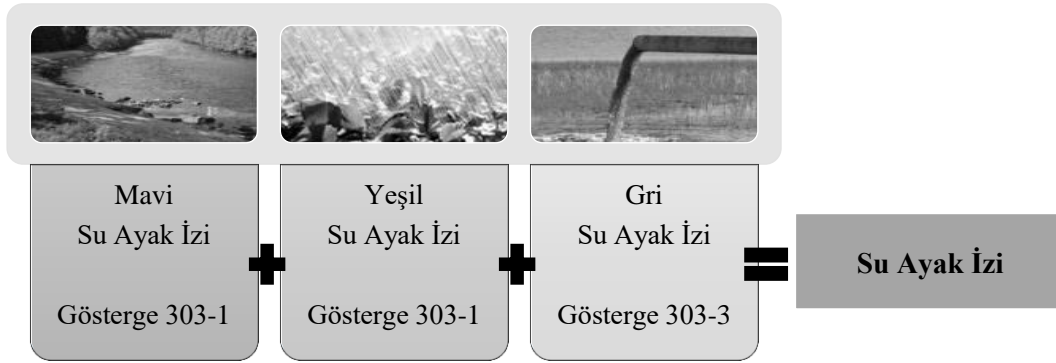 Mavi
Su Ayak İzi
Gösterge 303-1
Yeşil
Su Ayak İzi
Gösterge 303-1
Gri
Su Ayak İzi
Gösterge 303-3
Su Ayak İzi